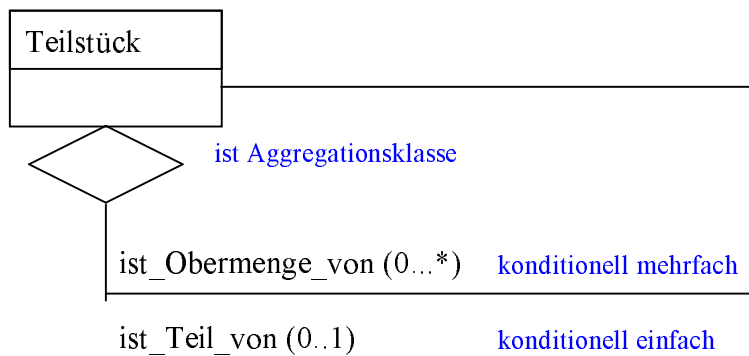 Teilstück
ist Aggregationsklasse
ist_Obermenge_von (0...*) konditionell mehrfach
ist_Teil_von (0..1) konditionell einfach